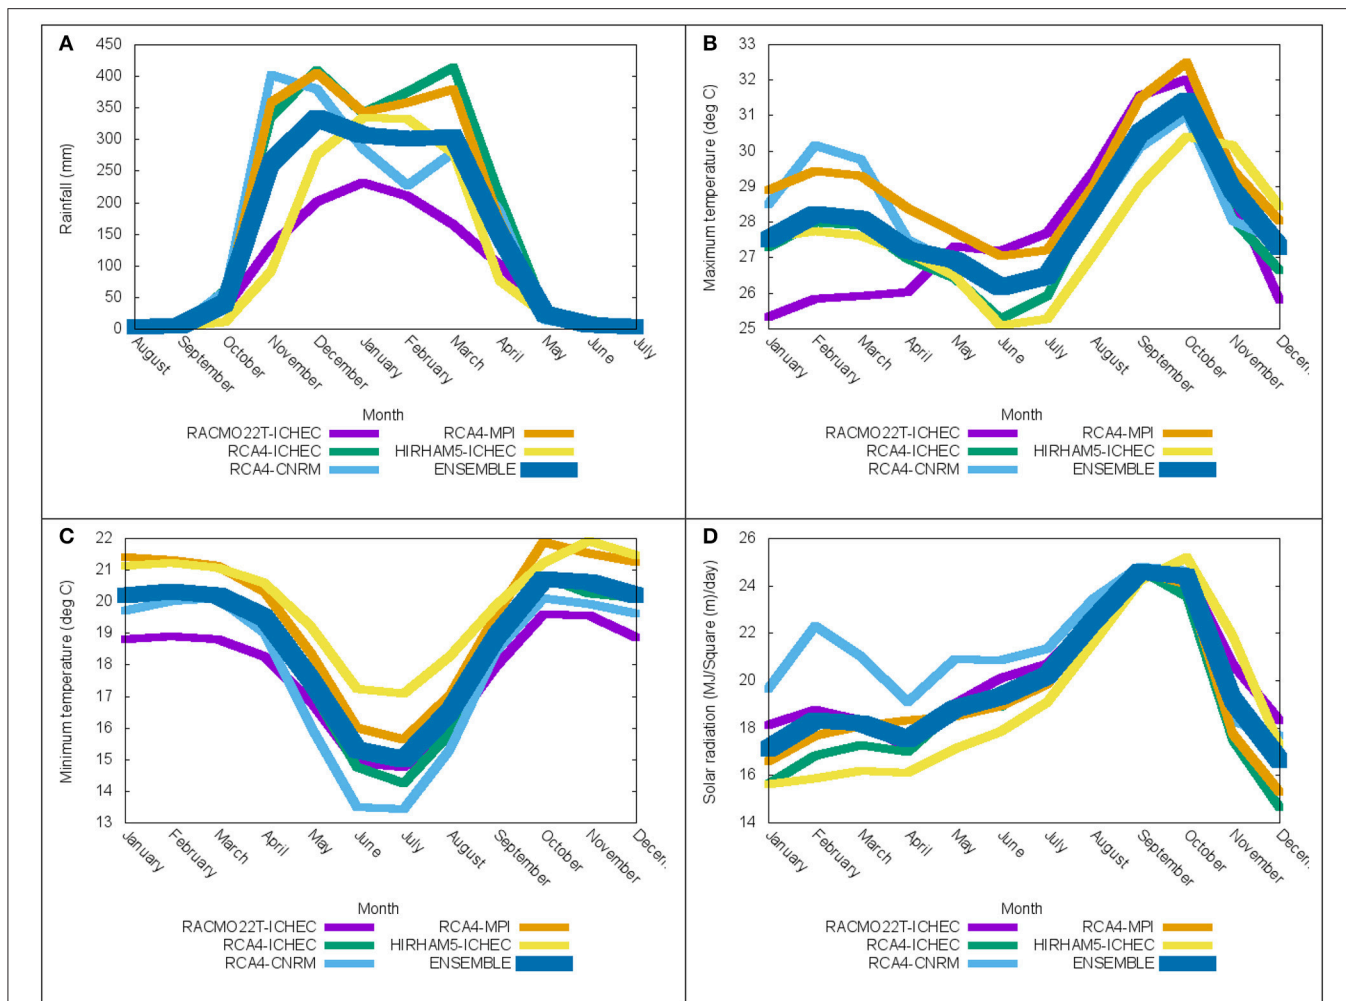 A
450
400
350
300
250
200
150
100
50
0
Rainfall (mm)
August
September
October
November
December
January
February
March
April
May
June
July
Month
RACMO22T-ICHEC
RCA4-MPI
RCA4-ICHEC
HIRHAM5-ICHEC
RCA4-CNRM
ENSEMBLE
B
33
32
31
30
29
28
27
26
25
Maximum temperature (deg C)
January
February
March
April
May
June
July
August
September
October
November
Decem
Month
RACMO22T-ICHEC
RCA4-MPI
RCA4-ICHEC
HIRHAM5-ICHEC
RCA4-CNRM
ENSEMBLE
C
22
21
20
19
18
17
16
15
14
13
Minimum temperature (deg C)
January
February
March
April
May
June
July
August
September
October
November
Decem
Month
RACMO22T-ICHEC
RCA4-MPI
RCA4-ICHEC
HIRHAM5-ICHEC
RCA4-CNRM
ENSEMBLE
D
26
24
22
20
18
16
14
Solar radiation (MJ/Square (m)/day)
January
February
March
April
May
June
July
August
September
October
November
Decem
Month
RACMO22T-ICHEC
RCA4-MPI
RCA4-ICHEC
HIRHAM5-ICHEC
RCA4-CNRM
ENSEMBLE